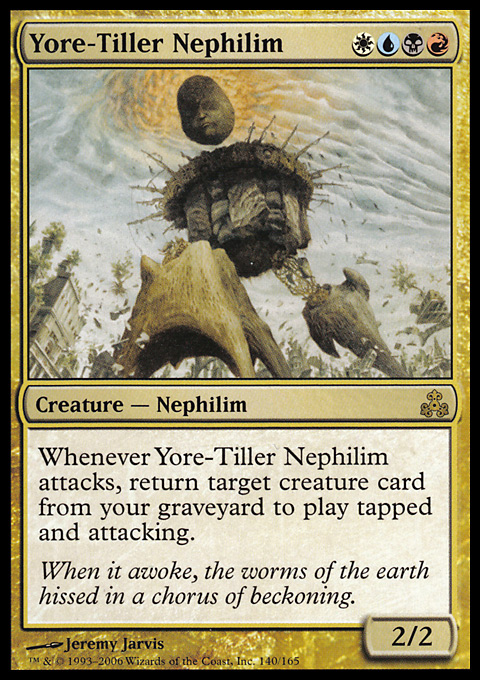 Yore-Tiller Nephilim
Creature — Nephilim
Whenever Yore-Tiller Nephilim
attacks, return target creature card
from your graveyard to play tapped
and attacking.
When it awoke, the worms of the earth
hissed in a chorus of beckoning.
Jeremy Jarvis
2/2
™ & © 1993–2006 Wizards of the Coast, Inc. 140/165